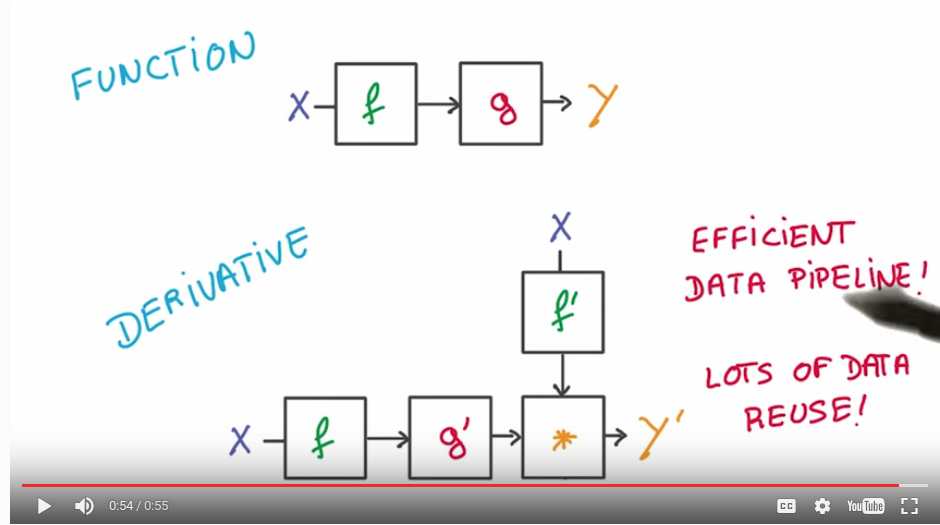 FUNCTION
X f g Y
DERIVATIVE
X
f'
X f g' * Y'
EFFICIENT
DATA PIPELINE!
LOTS OF DATA
REUSE!
0:54 / 0:55
CC
YouTube